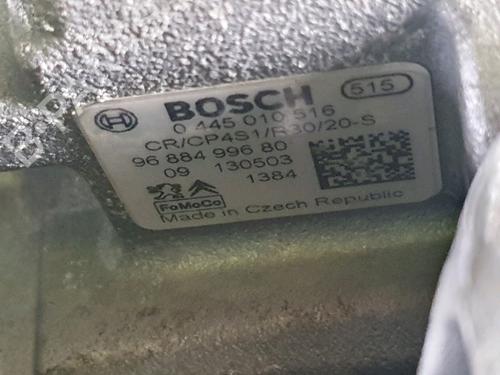 BOSCH 515
0 445 010 516
CR/CP4S1/R30/20-S
96 884 996 80
09 130503
1384
FoMoCo
Made in Czech Republic